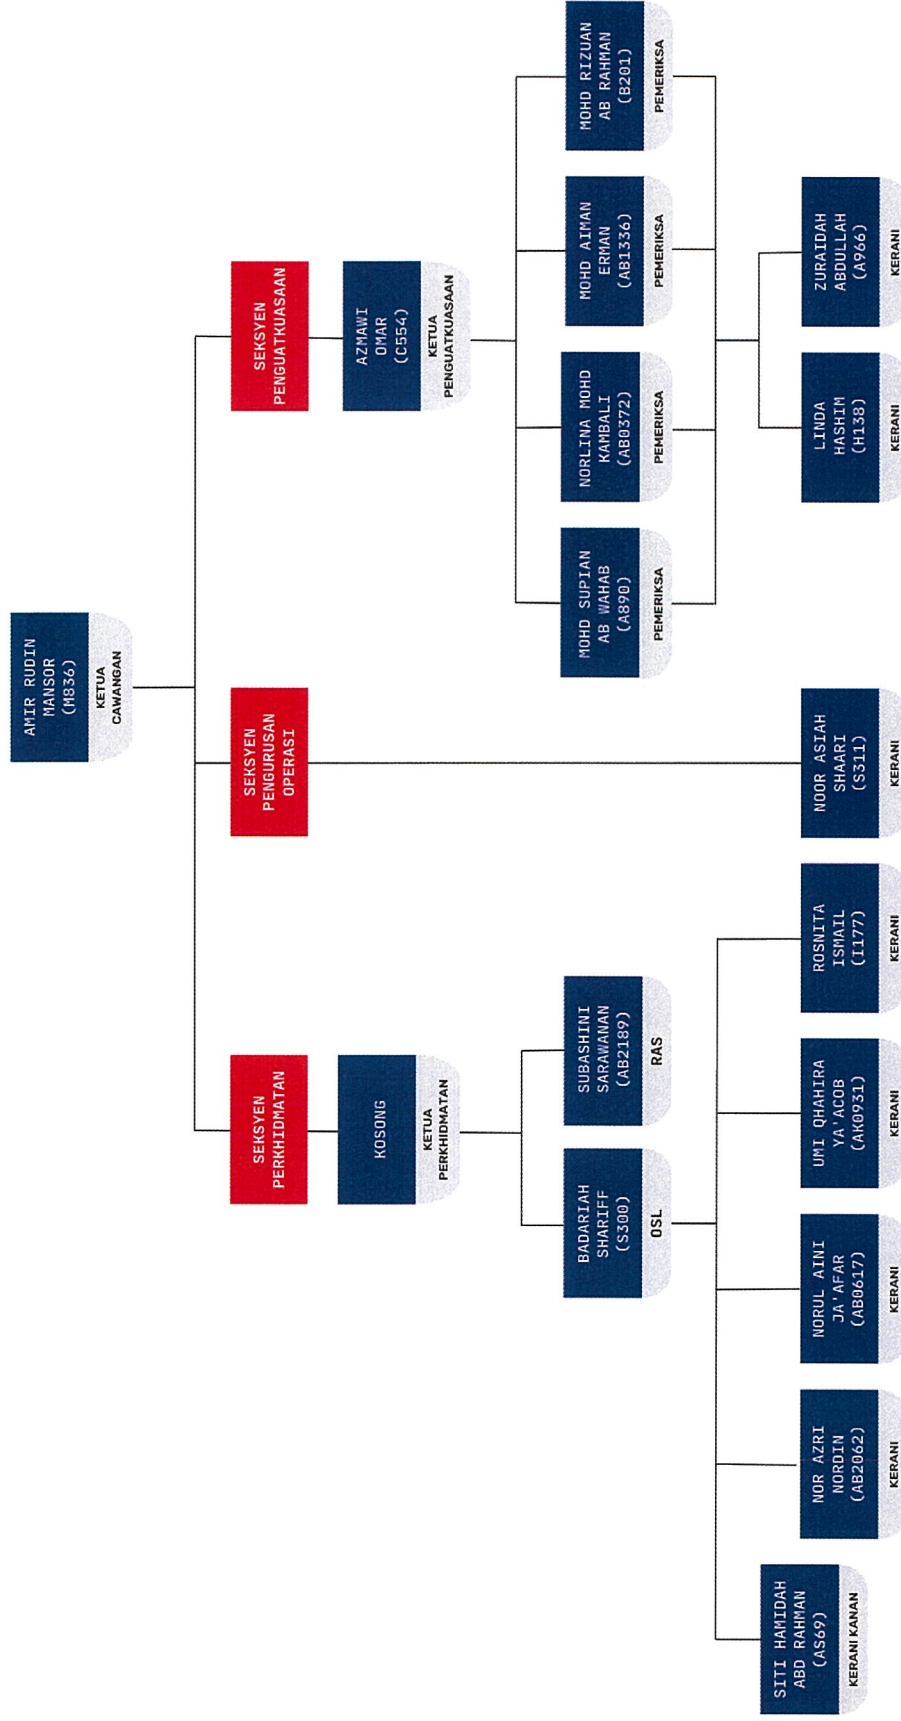 AMIR RUDIN
MANSOR
(M836)
KETUA
CAWANGAN
SEKSYEN
PERKHIDMATAN
SEKSYEN
PENGURUSAN
OPERASI
SEKSYEN
PENGUATKUASAAN
KOSONG
KETUA
PERKHIDMATAN
AZMAWI
OMAR
(C554)
KETUA
PENGUATKUASAAN
BADARIAH
SHARIFF
(S300)
OSL
SUBASHINI
SARAWANAN
(AB2189)
RAS
MOHD SUPIAN
AB WAHAB
(A890)
PEMERIKSA
NORLINA MOHD
KAMBALI
(AB0372)
PEMERIKSA
MOHD AIMAN
ERMAN
(AB1336)
PEMERIKSA
MOHD RIZUAN
AB RAHMAN
(B201)
PEMERIKSA
SITI HAMIDAH
ABD RAHMAN
(AS69)
KERANI KANAN
NOR AZRI
NORDIN
(AB2062)
KERANI
NORUL AINI
JA'AFAR
(AB0617)
KERANI
UMI QHAHIRA
YA'ACOB
(AK0931)
KERANI
ROSNITA
ISMAIL
(I177)
KERANI
NOOR ASIAH
SHAARI
(S311)
KERANI
LINDA
HASHIM
(H138)
KERANI
ZURAIDAH
ABDULLAH
(A966)
KERANI